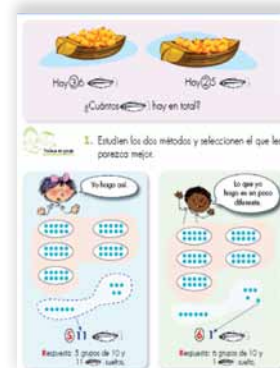 Hay 36
Hay 25
¿Cuántos hay en total?
1. Estudien los dos métodos y seleccionen el que les
parezca mejor.
Yo hago así.
Lo que yo
hago es un poco
diferente.
5 11
6 1
Respuesta: 5 grupos de 10 y
11 sueltos.
Respuesta: 6 grupos de 10 y
1 suelto.